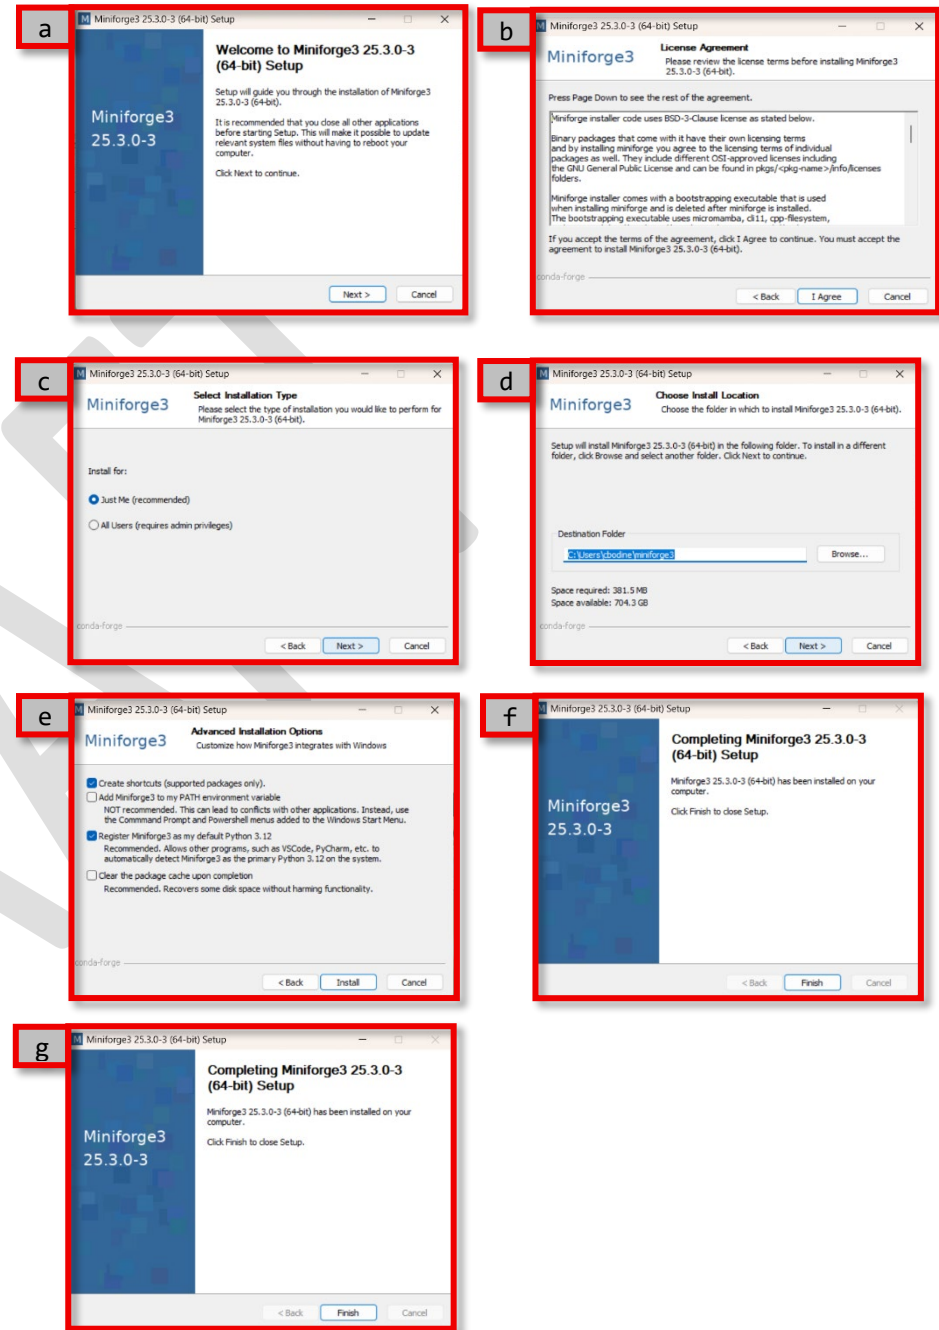 a
Miniforge3 25.3.0-3 (64-bit) Setup
Welcome to Miniforge3 25.3.0-3
(64-bit) Setup
Setup will guide you through the installation of Miniforge3
25.3.0-3 (64-bit).
It is recommended that you close all other applications
before starting Setup. This will make it possible to update
relevant system files without having to reboot your
computer.
Click Next to continue.
Miniforge3
25.3.0-3
Next >
Cancel
b
Miniforge3 25.3.0-3 (64-bit) Setup
Miniforge3
License Agreement
Please review the license terms before installing Miniforge3
25.3.0-3 (64-bit).
Press Page Down to see the rest of the agreement.
Miniforge installer code uses BSD-3-Clause license as stated below.
Binary packages that come with it have their own licensing terms
and by installing miniforge you agree to the licensing terms of individual
packages as well. They include different OSI-approved licenses including
the GNU General Public License and can be found in pkgs/<pkg-name>/info/licenses
folders.
Miniforge installer comes with a bootstrapping executable that is used
when installing miniforge and is deleted after miniforge is installed.
The bootstrapping executable uses micromamba, cli11, cpp-filesystem,
If you accept the terms of the agreement, click I Agree to continue. You must accept the
agreement to install Miniforge3 25.3.0-3 (64-bit).
conda-forge
< Back
I Agree
Cancel
c
Miniforge3 25.3.0-3 (64-bit) Setup
Miniforge3
Select Installation Type
Please select the type of installation you would like to perform for
Miniforge3 25.3.0-3 (64-bit).
Install for:
Just Me (recommended)
All Users (requires admin privileges)
conda-forge
< Back
Next >
Cancel
d
Miniforge3 25.3.0-3 (64-bit) Setup
Miniforge3
Choose Install Location
Choose the folder in which to install Miniforge3 25.3.0-3 (64-bit).
Setup will install Miniforge3 25.3.0-3 (64-bit) in the following folder. To install in a different
folder, click Browse and select another folder. Click Next to continue.
Destination Folder
C:\Users\cbodine\miniforge3
Browse...
Space required: 381.5 MB
Space available: 704.3 GB
conda-forge
< Back
Next >
Cancel
e
Miniforge3 25.3.0-3 (64-bit) Setup
Miniforge3
Advanced Installation Options
Customize how Miniforge3 integrates with Windows
Create shortcuts (supported packages only).
Add Miniforge3 to my PATH environment variable
NOT recommended. This can lead to conflicts with other applications. Instead, use
the Commmand Prompt and Powershell menus added to the Windows Start Menu.
Register Miniforge3 as my default Python 3.12
Recommended. Allows other programs, such as VSCode, PyCharm, etc. to
automatically detect Miniforge3 as the primary Python 3.12 on the system.
Clear the package cache upon completion
Recommended. Recovers some disk space without harming functionality.
conda-forge
< Back
Install
Cancel
f
Miniforge3 25.3.0-3 (64-bit) Setup
Completing Miniforge3 25.3.0-3
(64-bit) Setup
Miniforge3 25.3.0-3 (64-bit) has been installed on your
computer.
Click Finish to close Setup.
Miniforge3
25.3.0-3
< Back
Finish
Cancel
g
Miniforge3 25.3.0-3 (64-bit) Setup
Completing Miniforge3 25.3.0-3
(64-bit) Setup
Miniforge3 25.3.0-3 (64-bit) has been installed on your
computer.
Click Finish to close Setup.
Miniforge3
25.3.0-3
< Back
Finish
Cancel